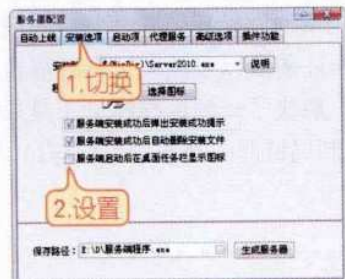 服务器配置
自动上线 安装选项 启动项 代理服务 高级选项 插件功能
\Server2010.exe 说明
1.切换
选择图标
服务端安装成功后弹出安装成功提示
服务端安装成功后自动删除安装文件
服务端启动后在桌面任务栏显示图标
2.设置
保存路径： E:\D\服务端程序.exe 生成服务器